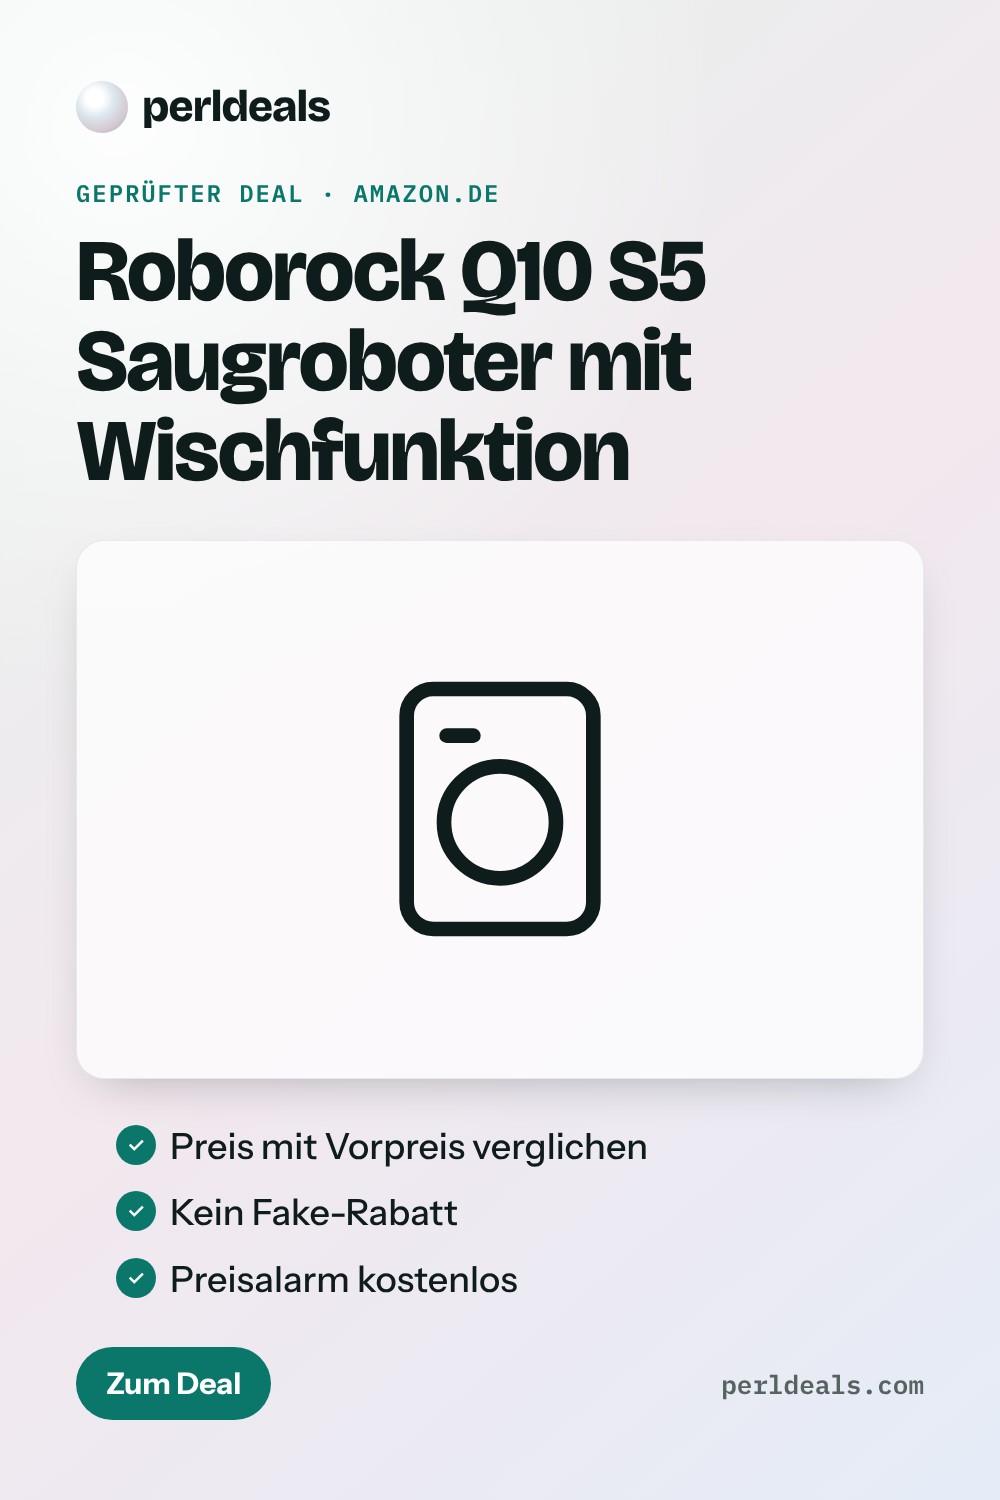 perldeals
GEPRÜFTER DEAL · AMAZON.DE
Roborock Q10 S5
Saugroboter mit
Wischfunktion
Preis mit Vorpreis verglichen
Kein Fake-Rabatt
Preisalarm kostenlos
Zum Deal
perldeals.com